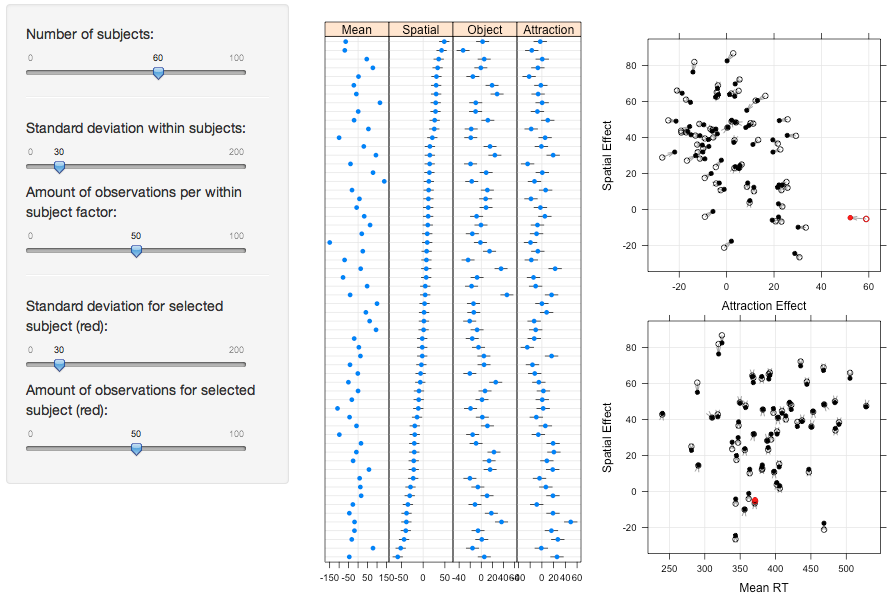 Number of subjects:
0 60 100
Standard deviation within subjects:
0 30 200
Amount of observations per within
subject factor:
0 50 100
Standard deviation for selected
subject (red):
0 30 200
Amount of observations for selected
subject (red):
0 50 100
Mean Spatial Object Attraction
-150 -50 50 150
-50 0 50
-40 0 20 40 60
-40 0 20 40 60
Spatial Effect
80
60
40
20
0
-20
-20 0 20 40 60
Attraction Effect
Spatial Effect
80
60
40
20
0
-20
250 300 350 400 450 500
Mean RT